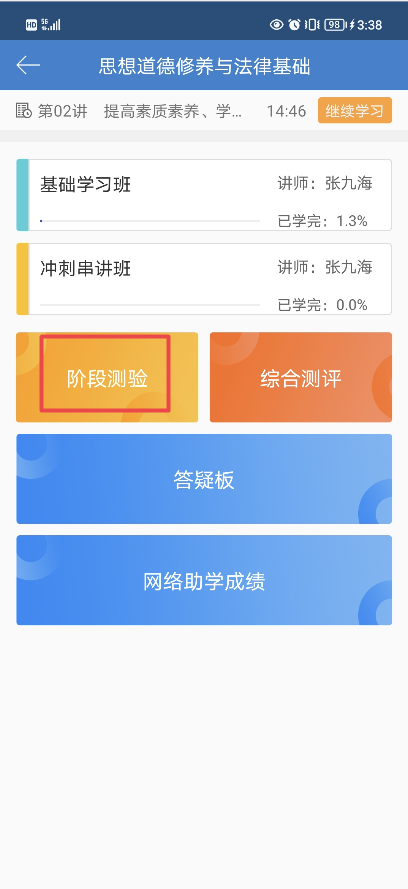 HD 5G 98 3:38
思想道德修养与法律基础
第02讲 提高素质素养、学... 14:46 继续学习
基础学习班 讲师：张九海
已学完：1.3%
冲刺串讲班 讲师：张九海
已学完：0.0%
阶段测验 综合测评
答疑板
网络助学成绩